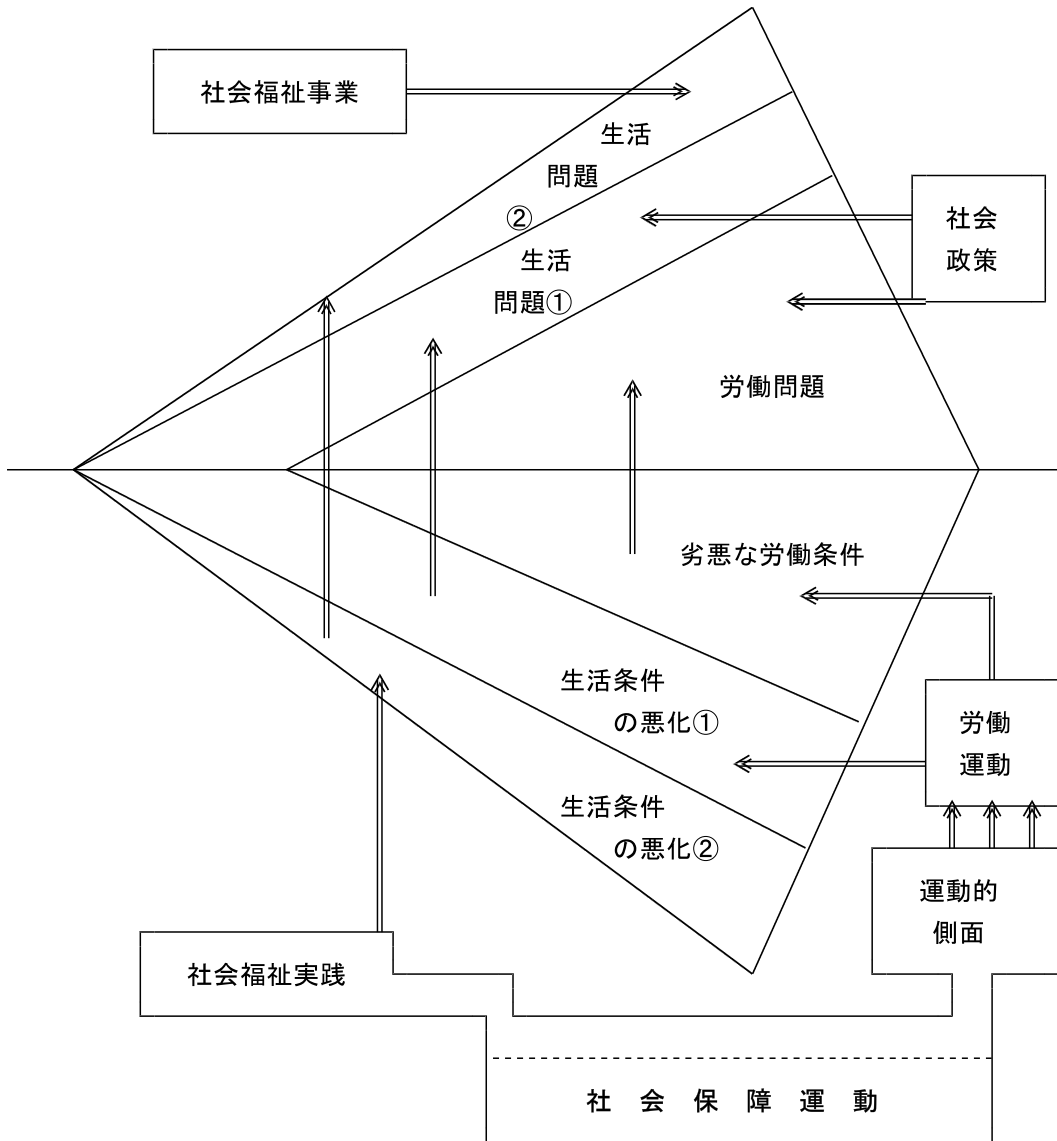 社会福祉事業
生活
問題
②
生活
問題①
社会
政策
労働問題
劣悪な労働条件
生活条件
の悪化①
労働
運動
生活条件
の悪化②
運動的
側面
社会福祉実践
社会保障運動